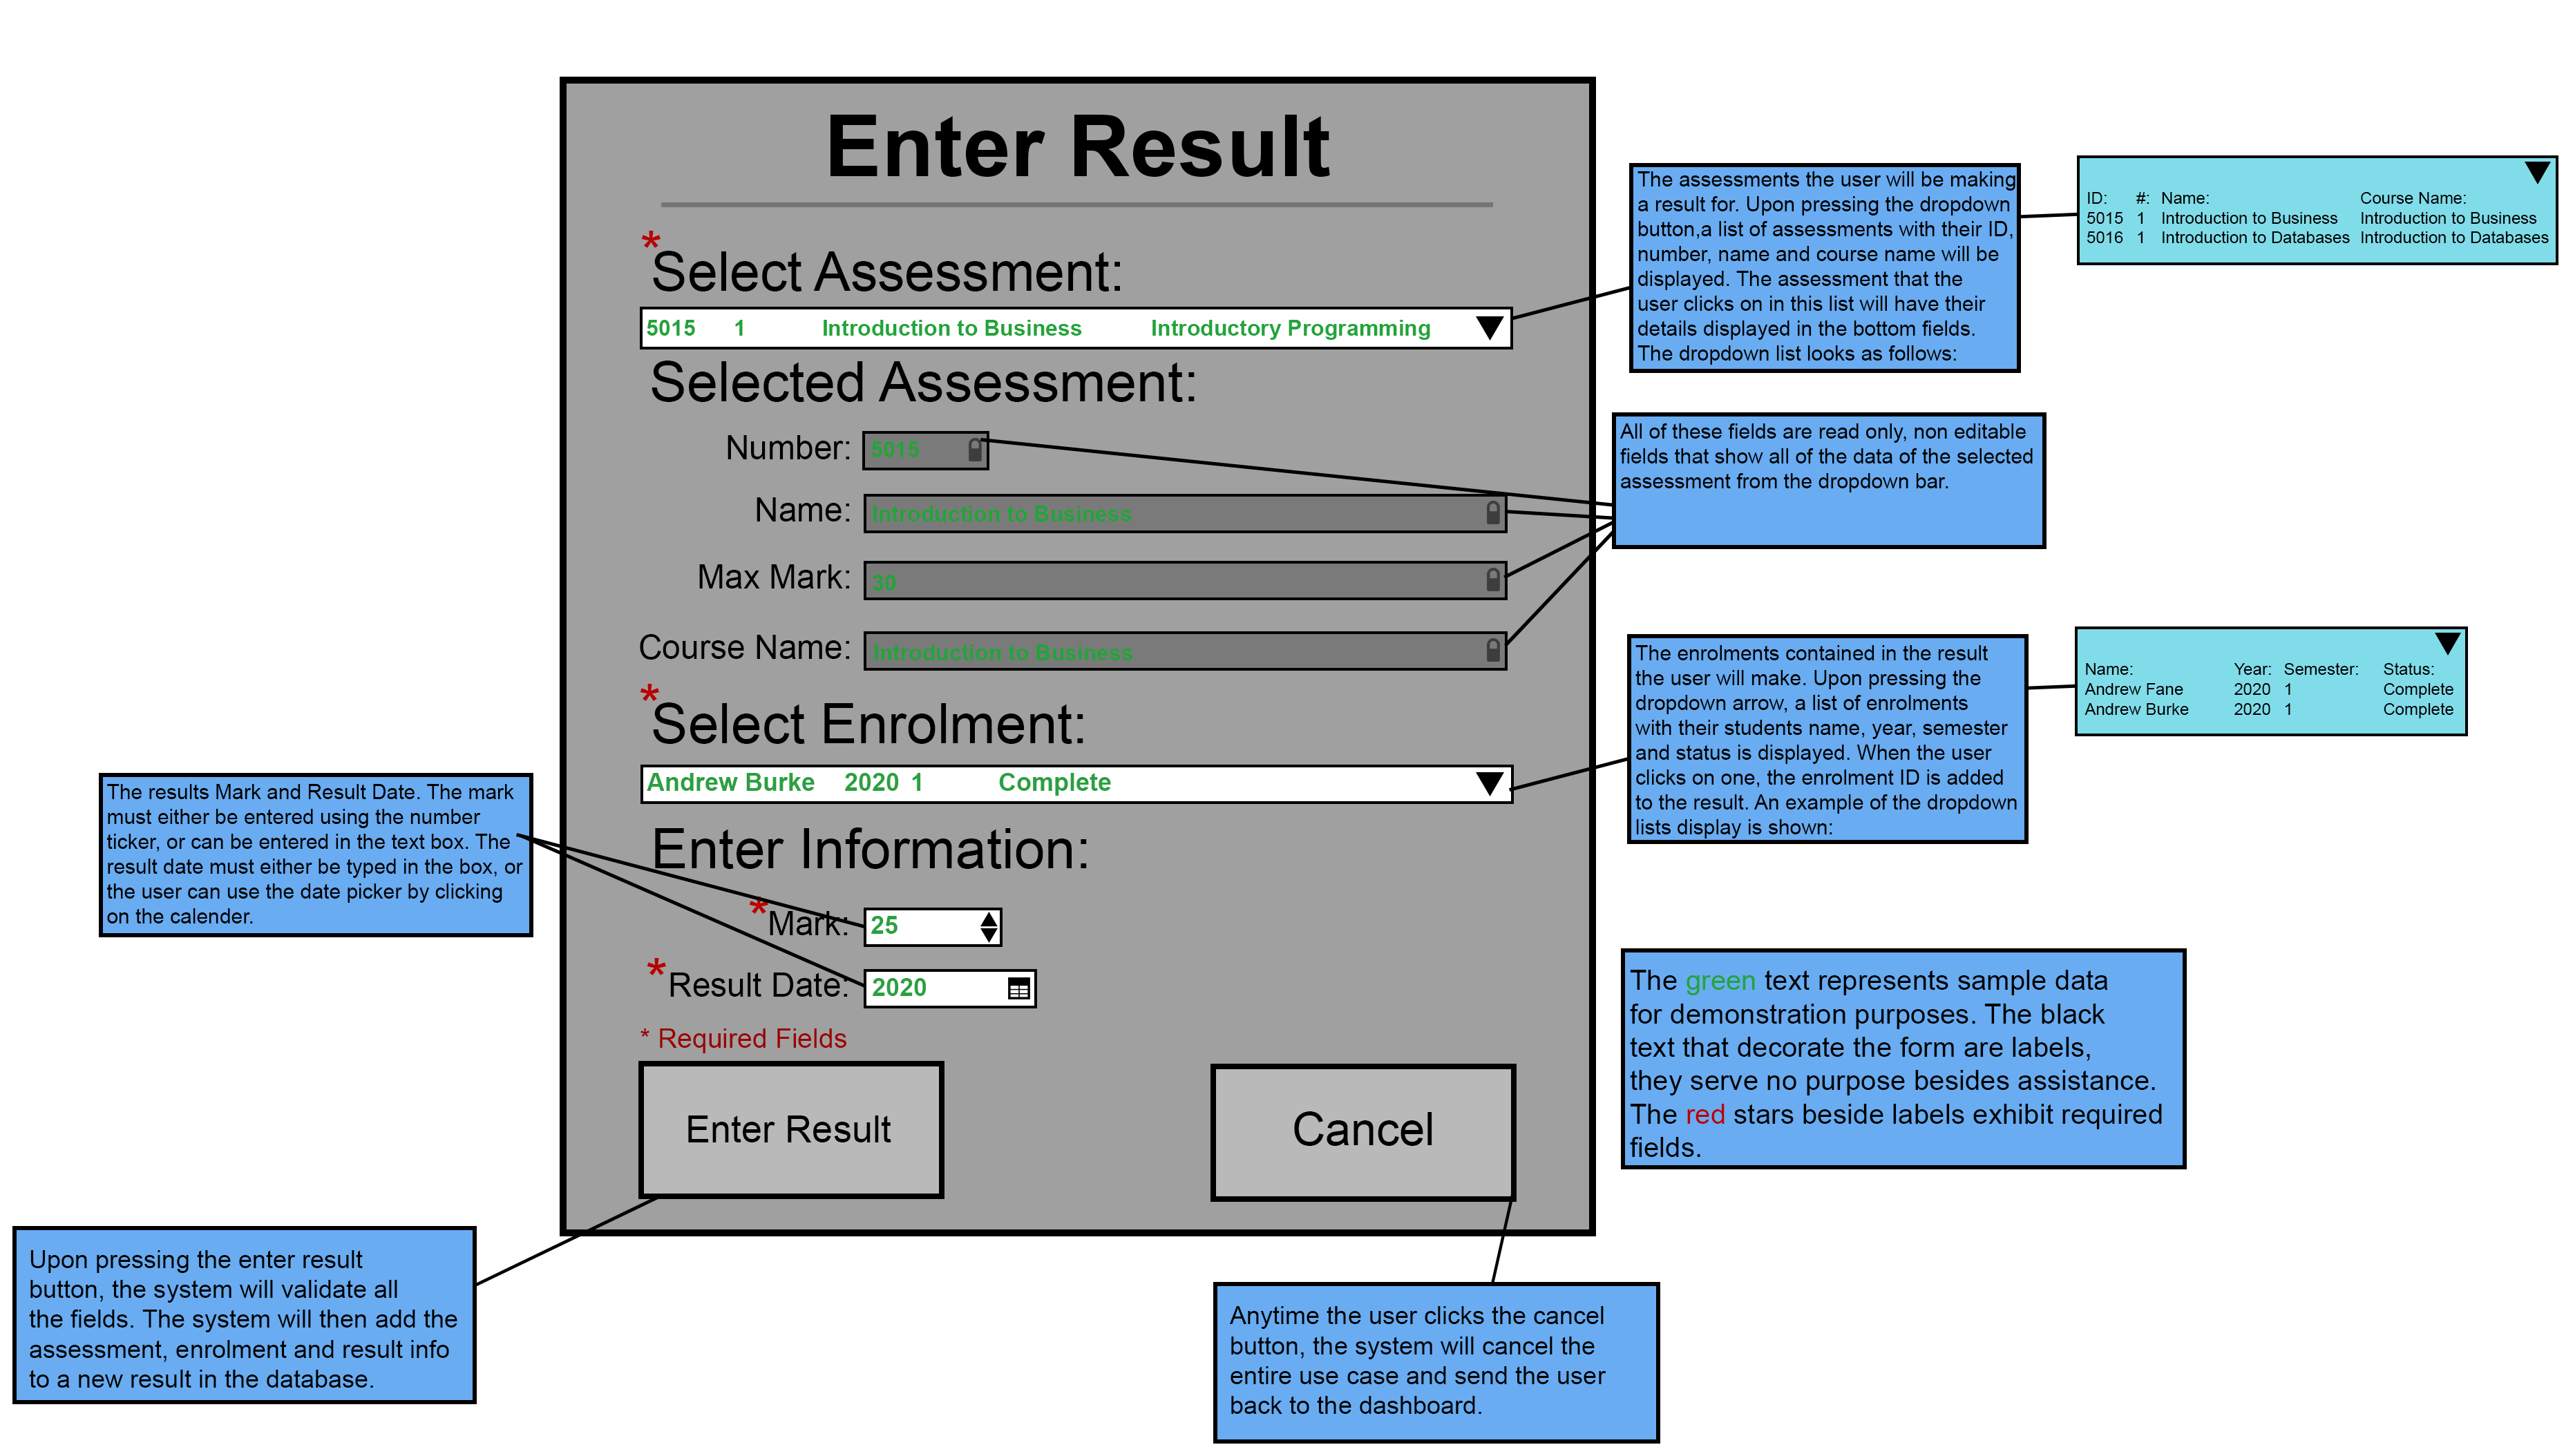 Enter Result
*
Select Assessment:
5015 1 Introduction to Business Introductory Programming
Selected Assessment:
Number: 5015
Name: Introduction to Business
Max Mark: 30
Course Name: Introduction to Business
*
Select Enrolment:
Andrew Burke 2020 1 Complete
Enter Information:
*Mark: 25
*Result Date: 2020
* Required Fields
Enter Result
Cancel
The assessments the user will be making
a result for. Upon pressing the dropdown
button,a list of assessments with their ID,
number, name and course name will be
displayed. The assessment that the
user clicks on in this list will have their
details displayed in the bottom fields.
The dropdown list looks as follows:
ID: #: Name: Course Name:
5015 1 Introduction to Business Introduction to Business
5016 1 Introduction to Databases Introduction to Databases
All of these fields are read only, non editable
fields that show all of the data of the selected
assessment from the dropdown bar.
The enrolments contained in the result
the user will make. Upon pressing the
dropdown arrow, a list of enrolments
with their students name, year, semester
and status is displayed. When the user
clicks on one, the enrolment ID is added
to the result. An example of the dropdown
lists display is shown:
Name: Year: Semester: Status:
Andrew Fane 2020 1 Complete
Andrew Burke 2020 1 Complete
The results Mark and Result Date. The mark
must either be entered using the number
ticker, or can be entered in the text box. The
result date must either be typed in the box, or
the user can use the date picker by clicking
on the calender.
The green text represents sample data
for demonstration purposes. The black
text that decorate the form are labels,
they serve no purpose besides assistance.
The red stars beside labels exhibit required
fields.
Upon pressing the enter result
button, the system will validate all
the fields. The system will then add the
assessment, enrolment and result info
to a new result in the database.
Anytime the user clicks the cancel
button, the system will cancel the
entire use case and send the user
back to the dashboard.